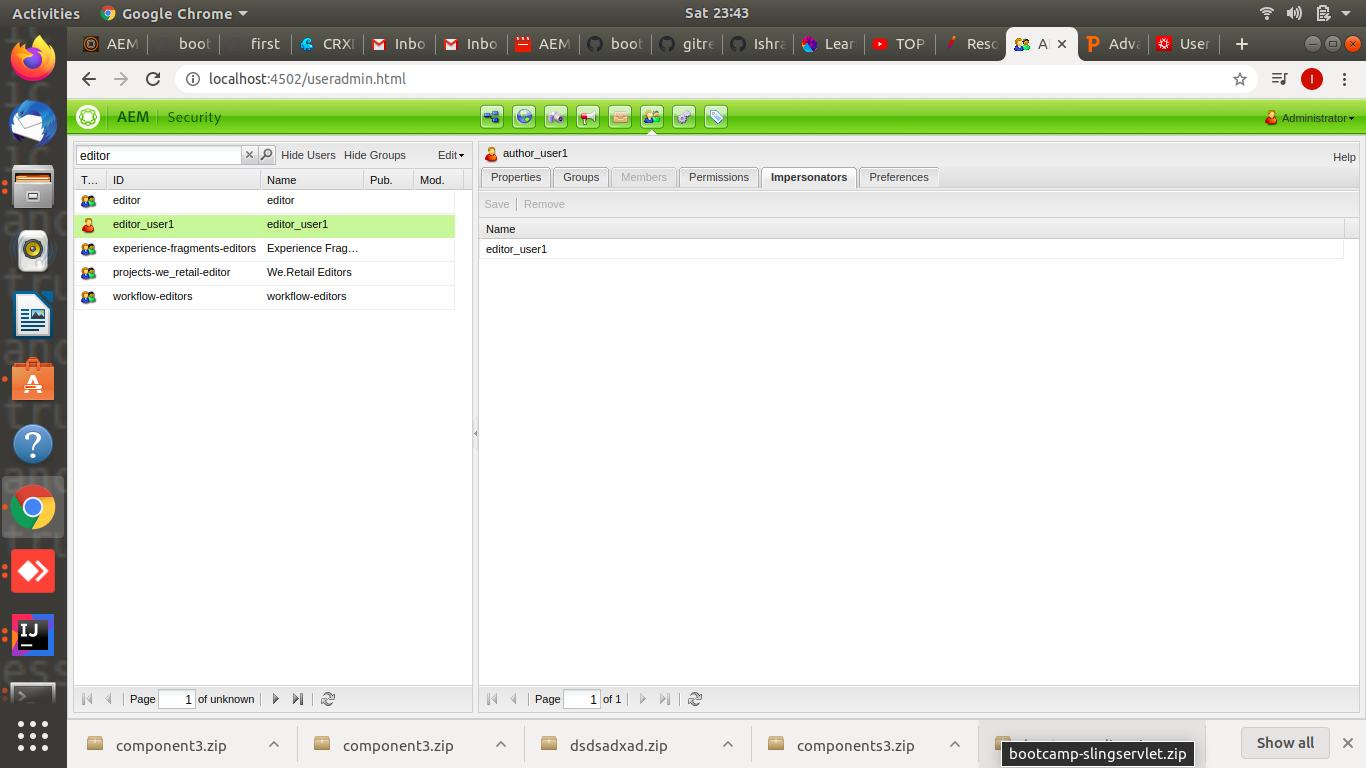 Activities
Google Chrome
Sat 23:43
AEM
boot
first
CRXI
Inbo
Inbo
AEM
boot
gitre
Ishra
Lear
TOP
Reso
Adva
User
localhost:4502/useradmin.html
I
AEM
Security
Administrator
editor
Hide Users
Hide Groups
Edit
T...
ID
Name
Pub.
Mod.
editor
editor
editor_user1
editor_user1
experience-fragments-editors
Experience Frag...
projects-we_retail-editor
We.Retail Editors
workflow-editors
workflow-editors
Page
1
of unknown
author_user1
Help
Properties
Groups
Members
Permissions
Impersonators
Preferences
Save
Remove
Name
editor_user1
Page
1
of 1
component3.zip
component3.zip
dsdsadxad.zip
components3.zip
bootcamp-slingservlet.zip
Show all